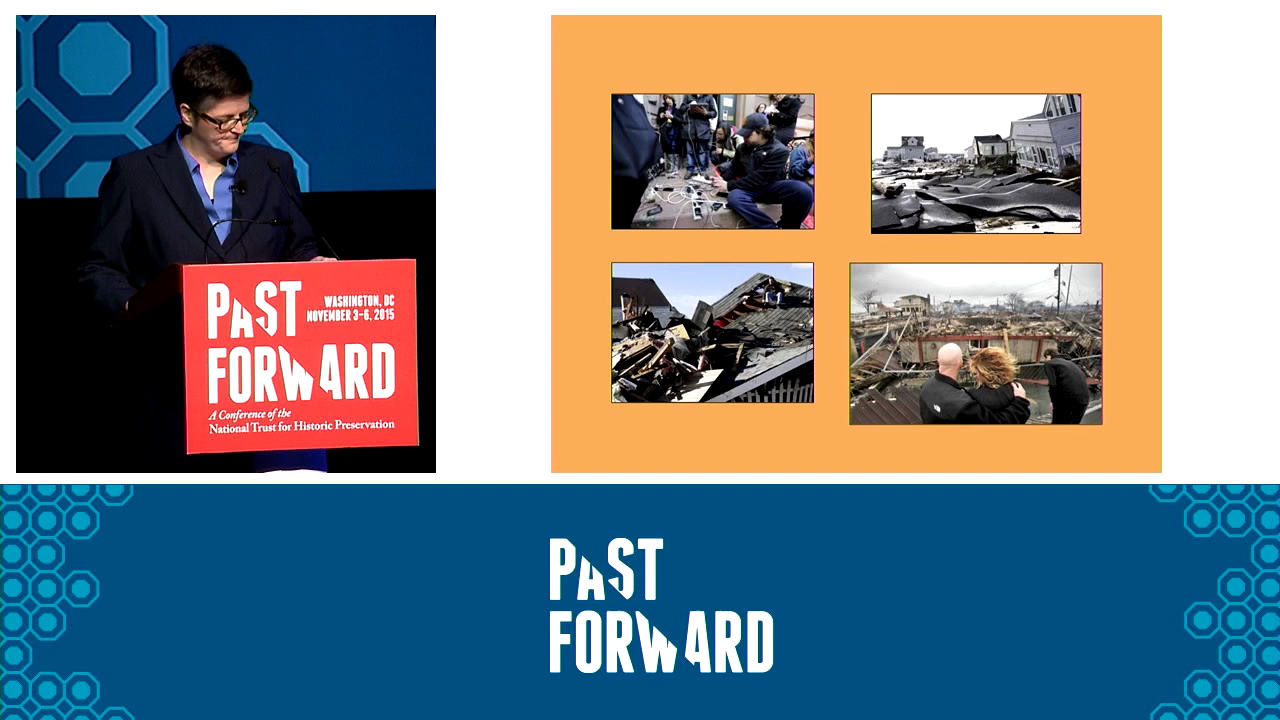 PAST
WASHINGTON, DC
NOVEMBER 3–6, 2015
FORWARD
A Conference of the
National Trust for Historic Preservation
PAST
FORWARD